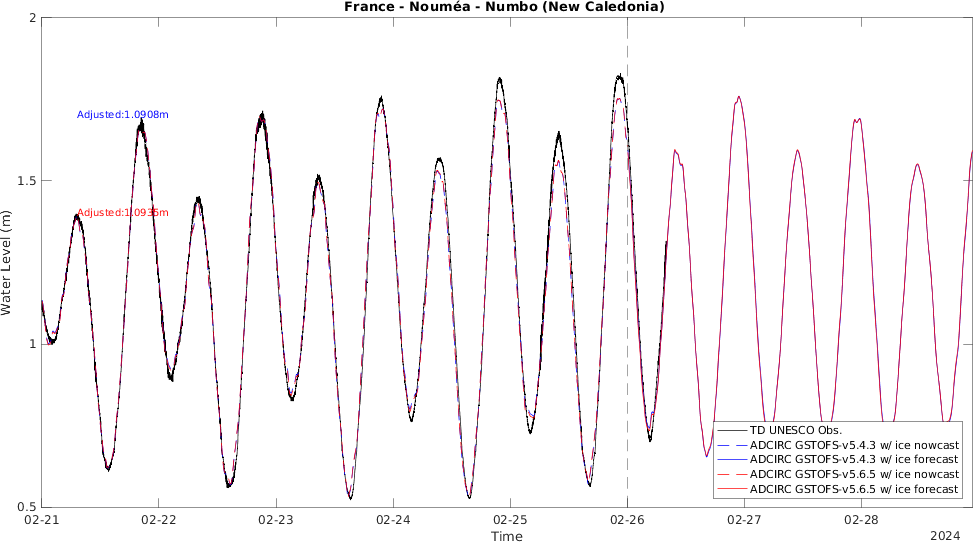 France - Nouméa - Numbo (New Caledonia)
2
Adjusted:1.0908m
1.5
Adjusted:1.0935m
Water Level (m)
1
TD UNESCO Obs.
ADCIRC GSTOFS-v5.4.3 w/ ice nowcast
ADCIRC GSTOFS-v5.4.3 w/ ice forecast
ADCIRC GSTOFS-v5.6.5 w/ ice nowcast
ADCIRC GSTOFS-v5.6.5 w/ ice forecast
0.5
02-21 02-22 02-23 02-24 02-25 02-26 02-27 02-28
Time
2024